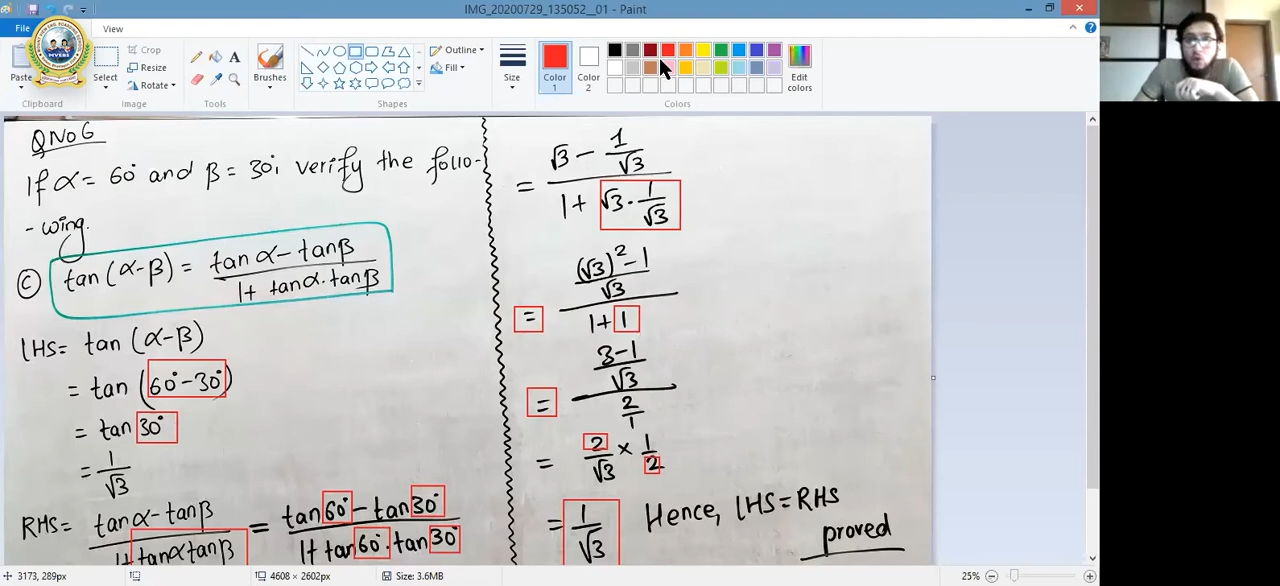 IMG_20200729_135052__01 - Paint
File
View
Paste
Select
Crop
Resize
Rotate
Brushes
Outline
Fill
Size
Color 1
Color 2
Edit colors
Clipboard
Image
Tools
Shapes
Colors
MVEBS
QNO6
If α = 60° and β = 30°, verify the follo-
-wing.
© tan (α-β) = (tanα - tanβ)/(1 + tanα.tanβ)
LHS = tan (α-β)
= tan (60°-30°)
= tan 30°
= 1/√3
RHS = (tanα - tanβ)/(1+ tanα tanβ) = (tan60° - tan30°)/(1+ tan60°.tan30°)
= (√3 - 1/√3)/(1 + √3 . 1/√3)
= (((√3)² - 1)/√3)/(1 + 1)
= ((3-1)/√3)/(2/1)
= 2/√3 × 1/2
= 1/√3 Hence, LHS = RHS
proved
3173, 289px
4608 × 2602px
Size: 3.6MB
25%